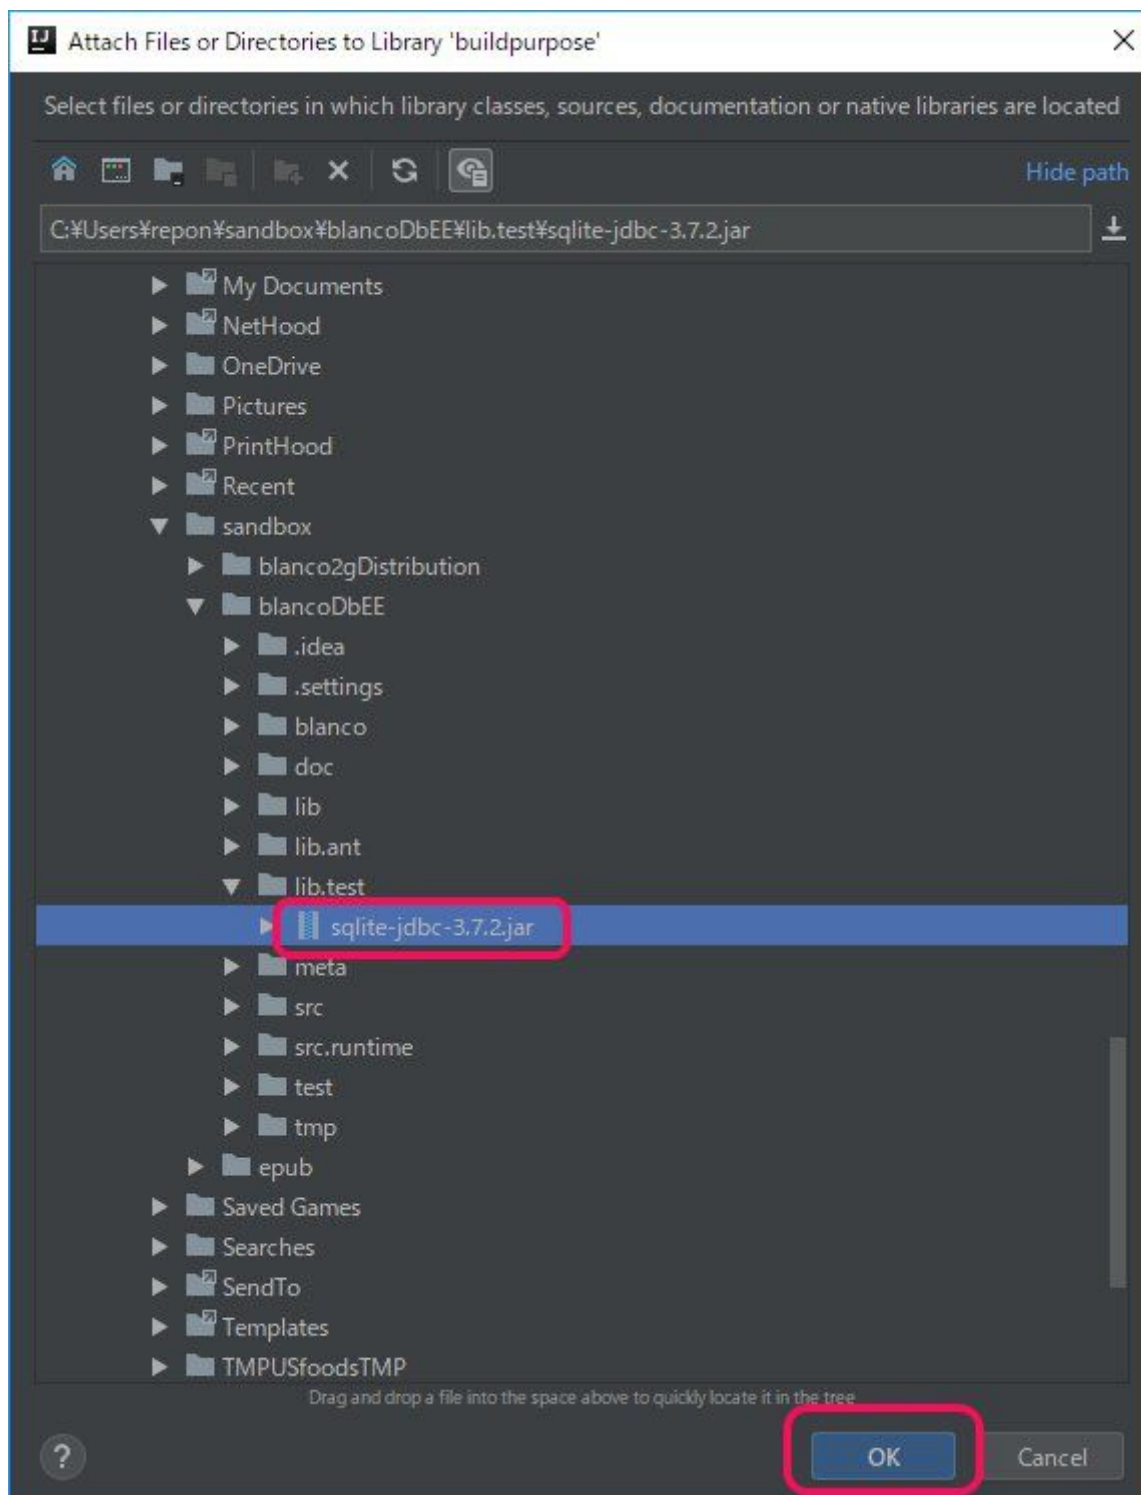 IJ Attach Files or Directories to Library 'buildpurpose'
Select files or directories in which library classes, sources, documentation or native libraries are located
Hide path
C:¥Users¥repon¥sandbox¥blancoDbEE¥lib.test¥sqlite-jdbc-3.7.2.jar
My Documents
NetHood
OneDrive
Pictures
PrintHood
Recent
sandbox
blanco2gDistribution
blancoDbEE
.idea
.settings
blanco
doc
lib
lib.ant
lib.test
sqlite-jdbc-3.7.2.jar
meta
src
src.runtime
test
tmp
epub
Saved Games
Searches
SendTo
Templates
TMPUSfoodsTMP
Drag and drop a file into the space above to quickly locate it in the tree
? OK Cancel